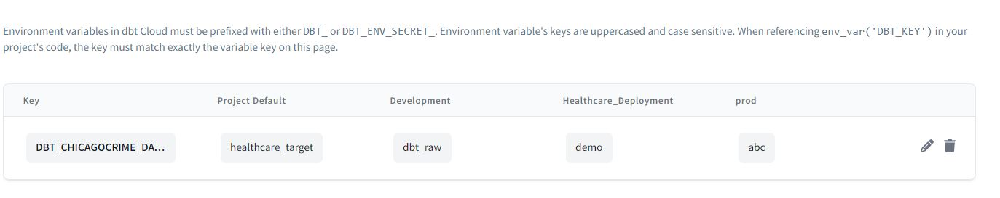 Environment variables in dbt Cloud must be prefixed with either DBT_ or DBT_ENV_SECRET_. Environment variable's keys are uppercased and case sensitive. When referencing env_var('DBT_KEY') in your
project's code, the key must match exactly the variable key on this page.
Key Project Default Development Healthcare_Deployment prod
DBT_CHICAGOCRIME_DA... healthcare_target dbt_raw demo abc